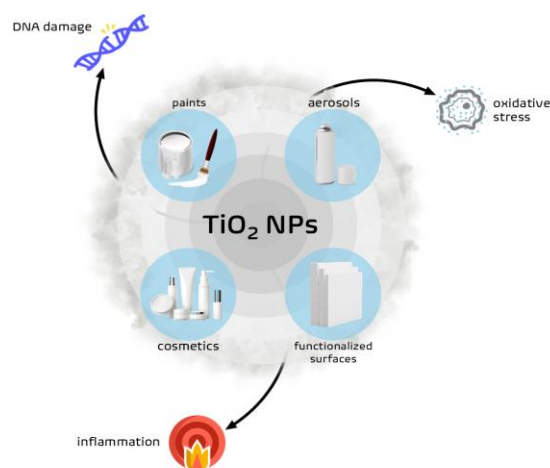 DNA damage
paints
aerosols
oxidative
stress
TiO₂ NPs
cosmetics
functionalized
surfaces
inflammation